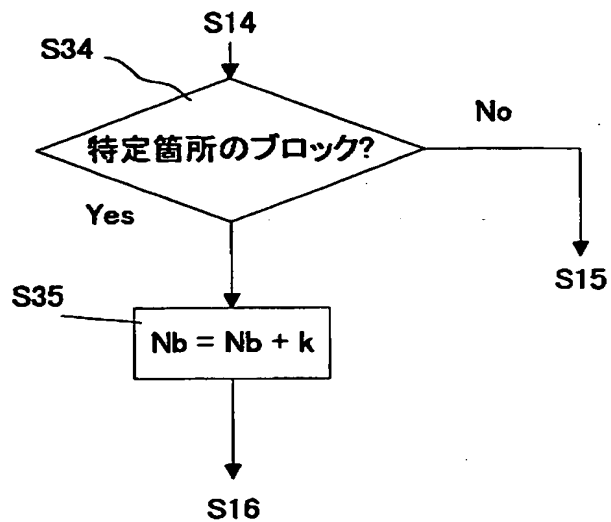 S14
S34
特定箇所のブロック?
No
Yes
S15
S35
Nb = Nb + k
S16